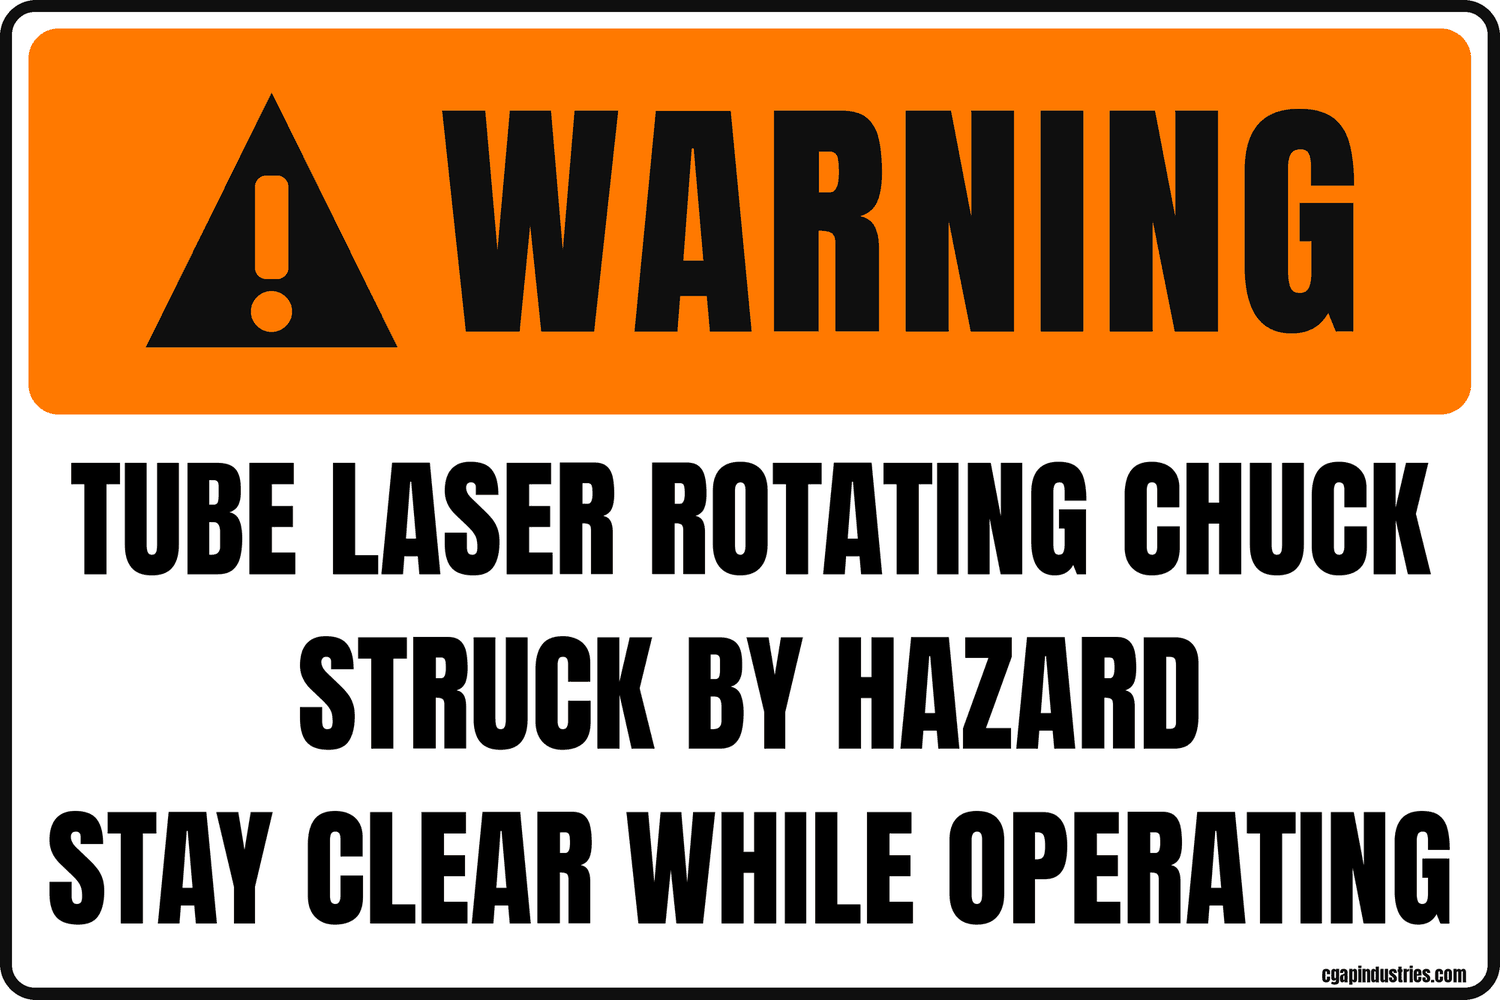 WARNING
TUBE LASER ROTATING CHUCK
STRUCK BY HAZARD
STAY CLEAR WHILE OPERATING
cgapindustries.com